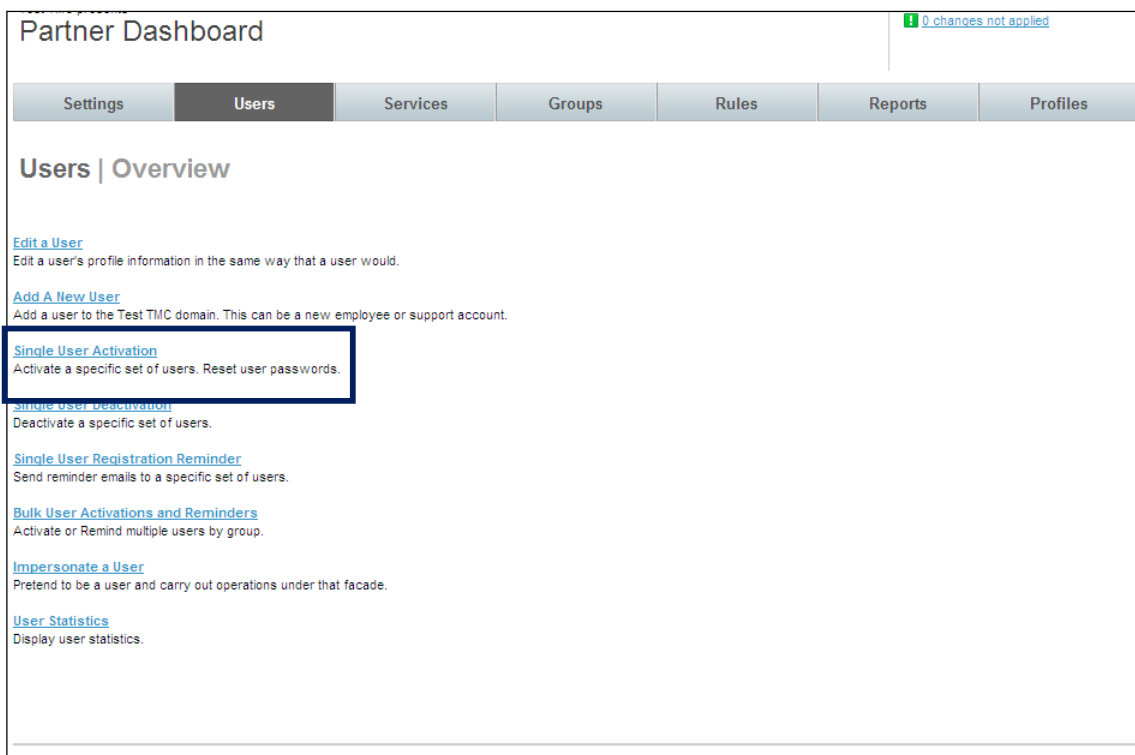 Partner Dashboard
0 changes not applied
Settings Users Services Groups Rules Reports Profiles
Users | Overview
Edit a User
Edit a user's profile information in the same way that a user would.
Add A New User
Add a user to the Test TMC domain. This can be a new employee or support account.
Single User Activation
Activate a specific set of users. Reset user passwords.
Single User Deactivation
Deactivate a specific set of users.
Single User Registration Reminder
Send reminder emails to a specific set of users.
Bulk User Activations and Reminders
Activate or Remind multiple users by group.
Impersonate a User
Pretend to be a user and carry out operations under that facade.
User Statistics
Display user statistics.